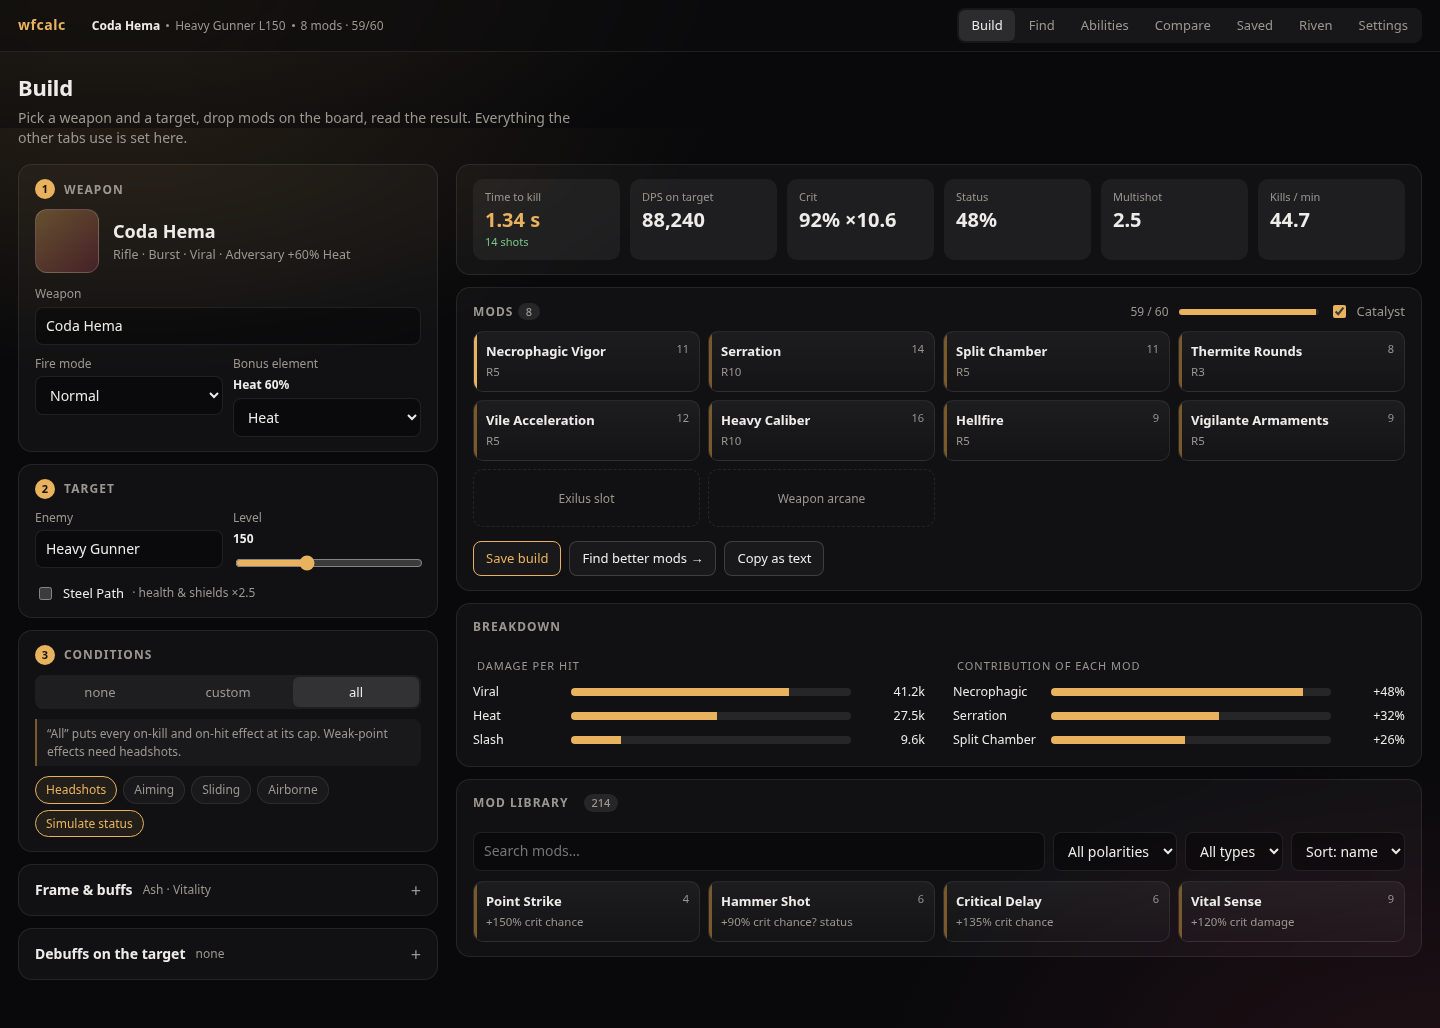 wfcalc
Coda Hema • Heavy Gunner L150 • 8 mods · 59/60
Build Find Abilities Compare Saved Riven Settings
Build
Pick a weapon and a target, drop mods on the board, read the result. Everything the
other tabs use is set here.
1 WEAPON
Coda Hema
Rifle · Burst · Viral · Adversary +60% Heat
Weapon
Coda Hema
Fire mode
Normal
Bonus element
Heat 60%
Heat
2 TARGET
Enemy
Heavy Gunner
Level
150
Steel Path · health & shields ×2.5
3 CONDITIONS
none custom all
“All” puts every on-kill and on-hit effect at its cap. Weak-point
effects need headshots.
Headshots Aiming Sliding Airborne
Simulate status
Frame & buffs Ash · Vitality +
Debuffs on the target none +
Time to kill
1.34 s
14 shots
DPS on target
88,240
Crit
92% ×10.6
Status
48%
Multishot
2.5
Kills / min
44.7
MODS 8
59 / 60 Catalyst
Necrophagic Vigor 11
R5
Serration 14
R10
Split Chamber 11
R5
Thermite Rounds 8
R3
Vile Acceleration 12
R5
Heavy Caliber 16
R10
Hellfire 9
R5
Vigilante Armaments 9
R5
Exilus slot
Weapon arcane
Save build Find better mods → Copy as text
BREAKDOWN
DAMAGE PER HIT
Viral 41.2k
Heat 27.5k
Slash 9.6k
CONTRIBUTION OF EACH MOD
Necrophagic +48%
Serration +32%
Split Chamber +26%
MOD LIBRARY 214
Search mods...
All polarities
All types
Sort: name
Point Strike 4
+150% crit chance
Hammer Shot 6
+90% crit chance? status
Critical Delay 6
+135% crit chance
Vital Sense 9
+120% crit damage